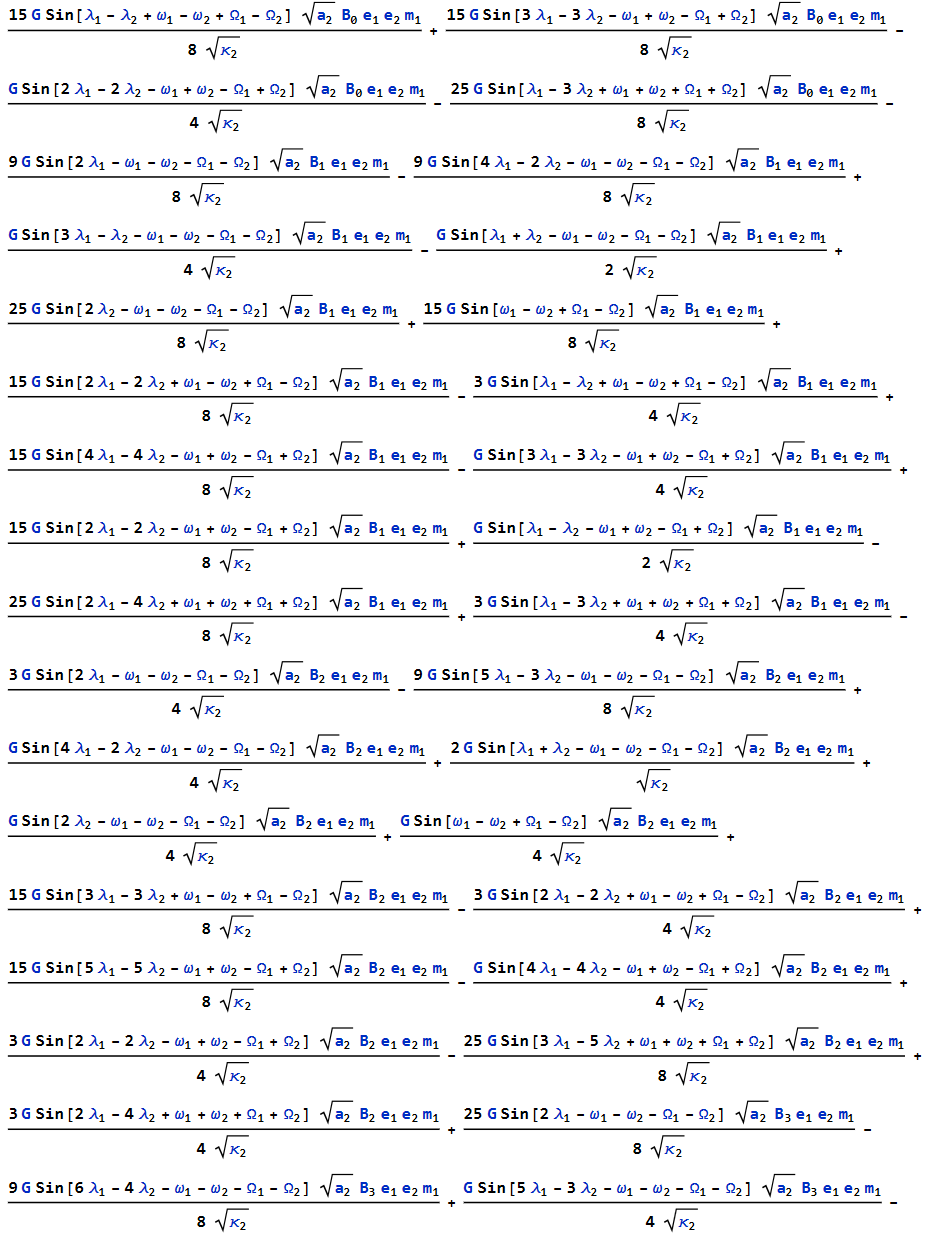 15 G Sin[λ₁ − λ₂ + ω₁ − ω₂ + Ω₁ − Ω₂] √a₂ B₀ e₁ e₂ m₁ / 8 √κ₂ + 15 G Sin[3 λ₁ − 3 λ₂ − ω₁ + ω₂ − Ω₁ + Ω₂] √a₂ B₀ e₁ e₂ m₁ / 8 √κ₂ −
G Sin[2 λ₁ − 2 λ₂ − ω₁ + ω₂ − Ω₁ + Ω₂] √a₂ B₀ e₁ e₂ m₁ / 4 √κ₂ − 25 G Sin[λ₁ − 3 λ₂ + ω₁ + ω₂ + Ω₁ + Ω₂] √a₂ B₀ e₁ e₂ m₁ / 8 √κ₂ −
9 G Sin[2 λ₁ − ω₁ − ω₂ − Ω₁ − Ω₂] √a₂ B₁ e₁ e₂ m₁ / 8 √κ₂ − 9 G Sin[4 λ₁ − 2 λ₂ − ω₁ − ω₂ − Ω₁ − Ω₂] √a₂ B₁ e₁ e₂ m₁ / 8 √κ₂ +
G Sin[3 λ₁ − λ₂ − ω₁ − ω₂ − Ω₁ − Ω₂] √a₂ B₁ e₁ e₂ m₁ / 4 √κ₂ − G Sin[λ₁ + λ₂ − ω₁ − ω₂ − Ω₁ − Ω₂] √a₂ B₁ e₁ e₂ m₁ / 2 √κ₂ +
25 G Sin[2 λ₂ − ω₁ − ω₂ − Ω₁ − Ω₂] √a₂ B₁ e₁ e₂ m₁ / 8 √κ₂ + 15 G Sin[ω₁ − ω₂ + Ω₁ − Ω₂] √a₂ B₁ e₁ e₂ m₁ / 8 √κ₂ +
15 G Sin[2 λ₁ − 2 λ₂ + ω₁ − ω₂ + Ω₁ − Ω₂] √a₂ B₁ e₁ e₂ m₁ / 8 √κ₂ − 3 G Sin[λ₁ − λ₂ + ω₁ − ω₂ + Ω₁ − Ω₂] √a₂ B₁ e₁ e₂ m₁ / 4 √κ₂ +
15 G Sin[4 λ₁ − 4 λ₂ − ω₁ + ω₂ − Ω₁ + Ω₂] √a₂ B₁ e₁ e₂ m₁ / 8 √κ₂ − G Sin[3 λ₁ − 3 λ₂ − ω₁ + ω₂ − Ω₁ + Ω₂] √a₂ B₁ e₁ e₂ m₁ / 4 √κ₂ +
15 G Sin[2 λ₁ − 2 λ₂ − ω₁ + ω₂ − Ω₁ + Ω₂] √a₂ B₁ e₁ e₂ m₁ / 8 √κ₂ + G Sin[λ₁ − λ₂ − ω₁ + ω₂ − Ω₁ + Ω₂] √a₂ B₁ e₁ e₂ m₁ / 2 √κ₂ −
25 G Sin[2 λ₁ − 4 λ₂ + ω₁ + ω₂ + Ω₁ + Ω₂] √a₂ B₁ e₁ e₂ m₁ / 8 √κ₂ + 3 G Sin[λ₁ − 3 λ₂ + ω₁ + ω₂ + Ω₁ + Ω₂] √a₂ B₁ e₁ e₂ m₁ / 4 √κ₂ −
3 G Sin[2 λ₁ − ω₁ − ω₂ − Ω₁ − Ω₂] √a₂ B₂ e₁ e₂ m₁ / 4 √κ₂ − 9 G Sin[5 λ₁ − 3 λ₂ − ω₁ − ω₂ − Ω₁ − Ω₂] √a₂ B₂ e₁ e₂ m₁ / 8 √κ₂ +
G Sin[4 λ₁ − 2 λ₂ − ω₁ − ω₂ − Ω₁ − Ω₂] √a₂ B₂ e₁ e₂ m₁ / 4 √κ₂ + 2 G Sin[λ₁ + λ₂ − ω₁ − ω₂ − Ω₁ − Ω₂] √a₂ B₂ e₁ e₂ m₁ / √κ₂ +
G Sin[2 λ₂ − ω₁ − ω₂ − Ω₁ − Ω₂] √a₂ B₂ e₁ e₂ m₁ / 4 √κ₂ + G Sin[ω₁ − ω₂ + Ω₁ − Ω₂] √a₂ B₂ e₁ e₂ m₁ / 4 √κ₂ +
15 G Sin[3 λ₁ − 3 λ₂ + ω₁ − ω₂ + Ω₁ − Ω₂] √a₂ B₂ e₁ e₂ m₁ / 8 √κ₂ − 3 G Sin[2 λ₁ − 2 λ₂ + ω₁ − ω₂ + Ω₁ − Ω₂] √a₂ B₂ e₁ e₂ m₁ / 4 √κ₂ +
15 G Sin[5 λ₁ − 5 λ₂ − ω₁ + ω₂ − Ω₁ + Ω₂] √a₂ B₂ e₁ e₂ m₁ / 8 √κ₂ − G Sin[4 λ₁ − 4 λ₂ − ω₁ + ω₂ − Ω₁ + Ω₂] √a₂ B₂ e₁ e₂ m₁ / 4 √κ₂ +
3 G Sin[2 λ₁ − 2 λ₂ − ω₁ + ω₂ − Ω₁ + Ω₂] √a₂ B₂ e₁ e₂ m₁ / 4 √κ₂ − 25 G Sin[3 λ₁ − 5 λ₂ + ω₁ + ω₂ + Ω₁ + Ω₂] √a₂ B₂ e₁ e₂ m₁ / 8 √κ₂ +
3 G Sin[2 λ₁ − 4 λ₂ + ω₁ + ω₂ + Ω₁ + Ω₂] √a₂ B₂ e₁ e₂ m₁ / 4 √κ₂ + 25 G Sin[2 λ₁ − ω₁ − ω₂ − Ω₁ − Ω₂] √a₂ B₃ e₁ e₂ m₁ / 8 √κ₂ −
9 G Sin[6 λ₁ − 4 λ₂ − ω₁ − ω₂ − Ω₁ − Ω₂] √a₂ B₃ e₁ e₂ m₁ / 8 √κ₂ + G Sin[5 λ₁ − 3 λ₂ − ω₁ − ω₂ − Ω₁ − Ω₂] √a₂ B₃ e₁ e₂ m₁ / 4 √κ₂ −